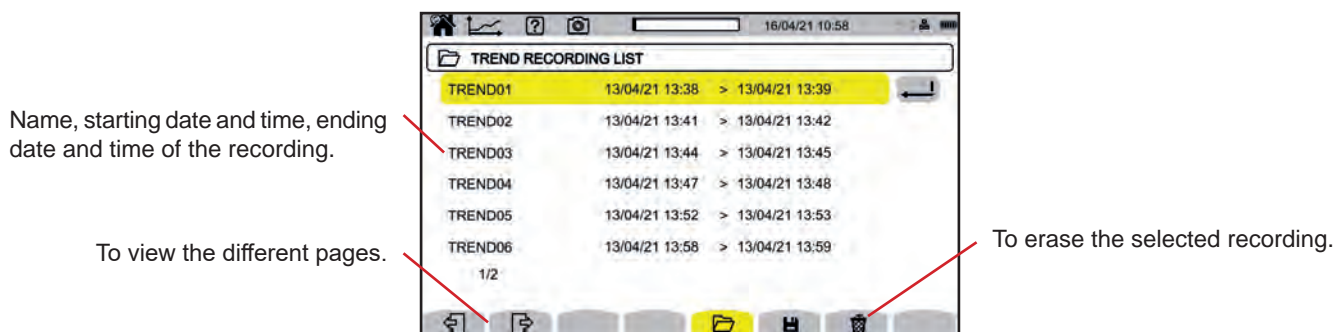 ?
16/04/21 10:58
TREND RECORDING LIST
TREND01 13/04/21 13:38 > 13/04/21 13:39
Name, starting date and time, ending
date and time of the recording.
TREND02 13/04/21 13:41 > 13/04/21 13:42
TREND03 13/04/21 13:44 > 13/04/21 13:45
TREND04 13/04/21 13:47 > 13/04/21 13:48
TREND05 13/04/21 13:52 > 13/04/21 13:53
TREND06 13/04/21 13:58 > 13/04/21 13:59
To view the different pages.
To erase the selected recording.
1/2